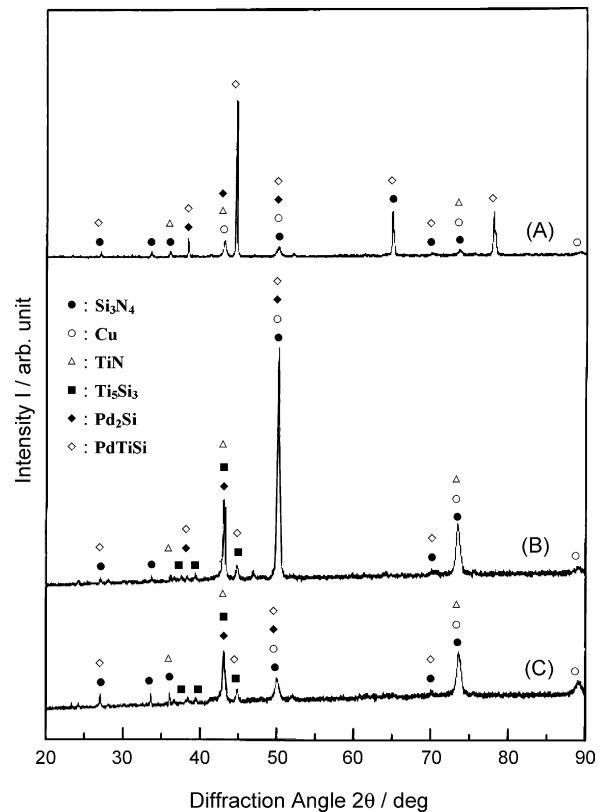 (A)
● : Si₃N₄
○ : Cu
△ : TiN
■ : Ti₅Si₃
◆ : Pd₂Si
◇ : PdTiSi
(B)
(C)
Intensity I / arb. unit
20 30 40 50 60 70 80 90
Diffraction Angle 2θ / deg